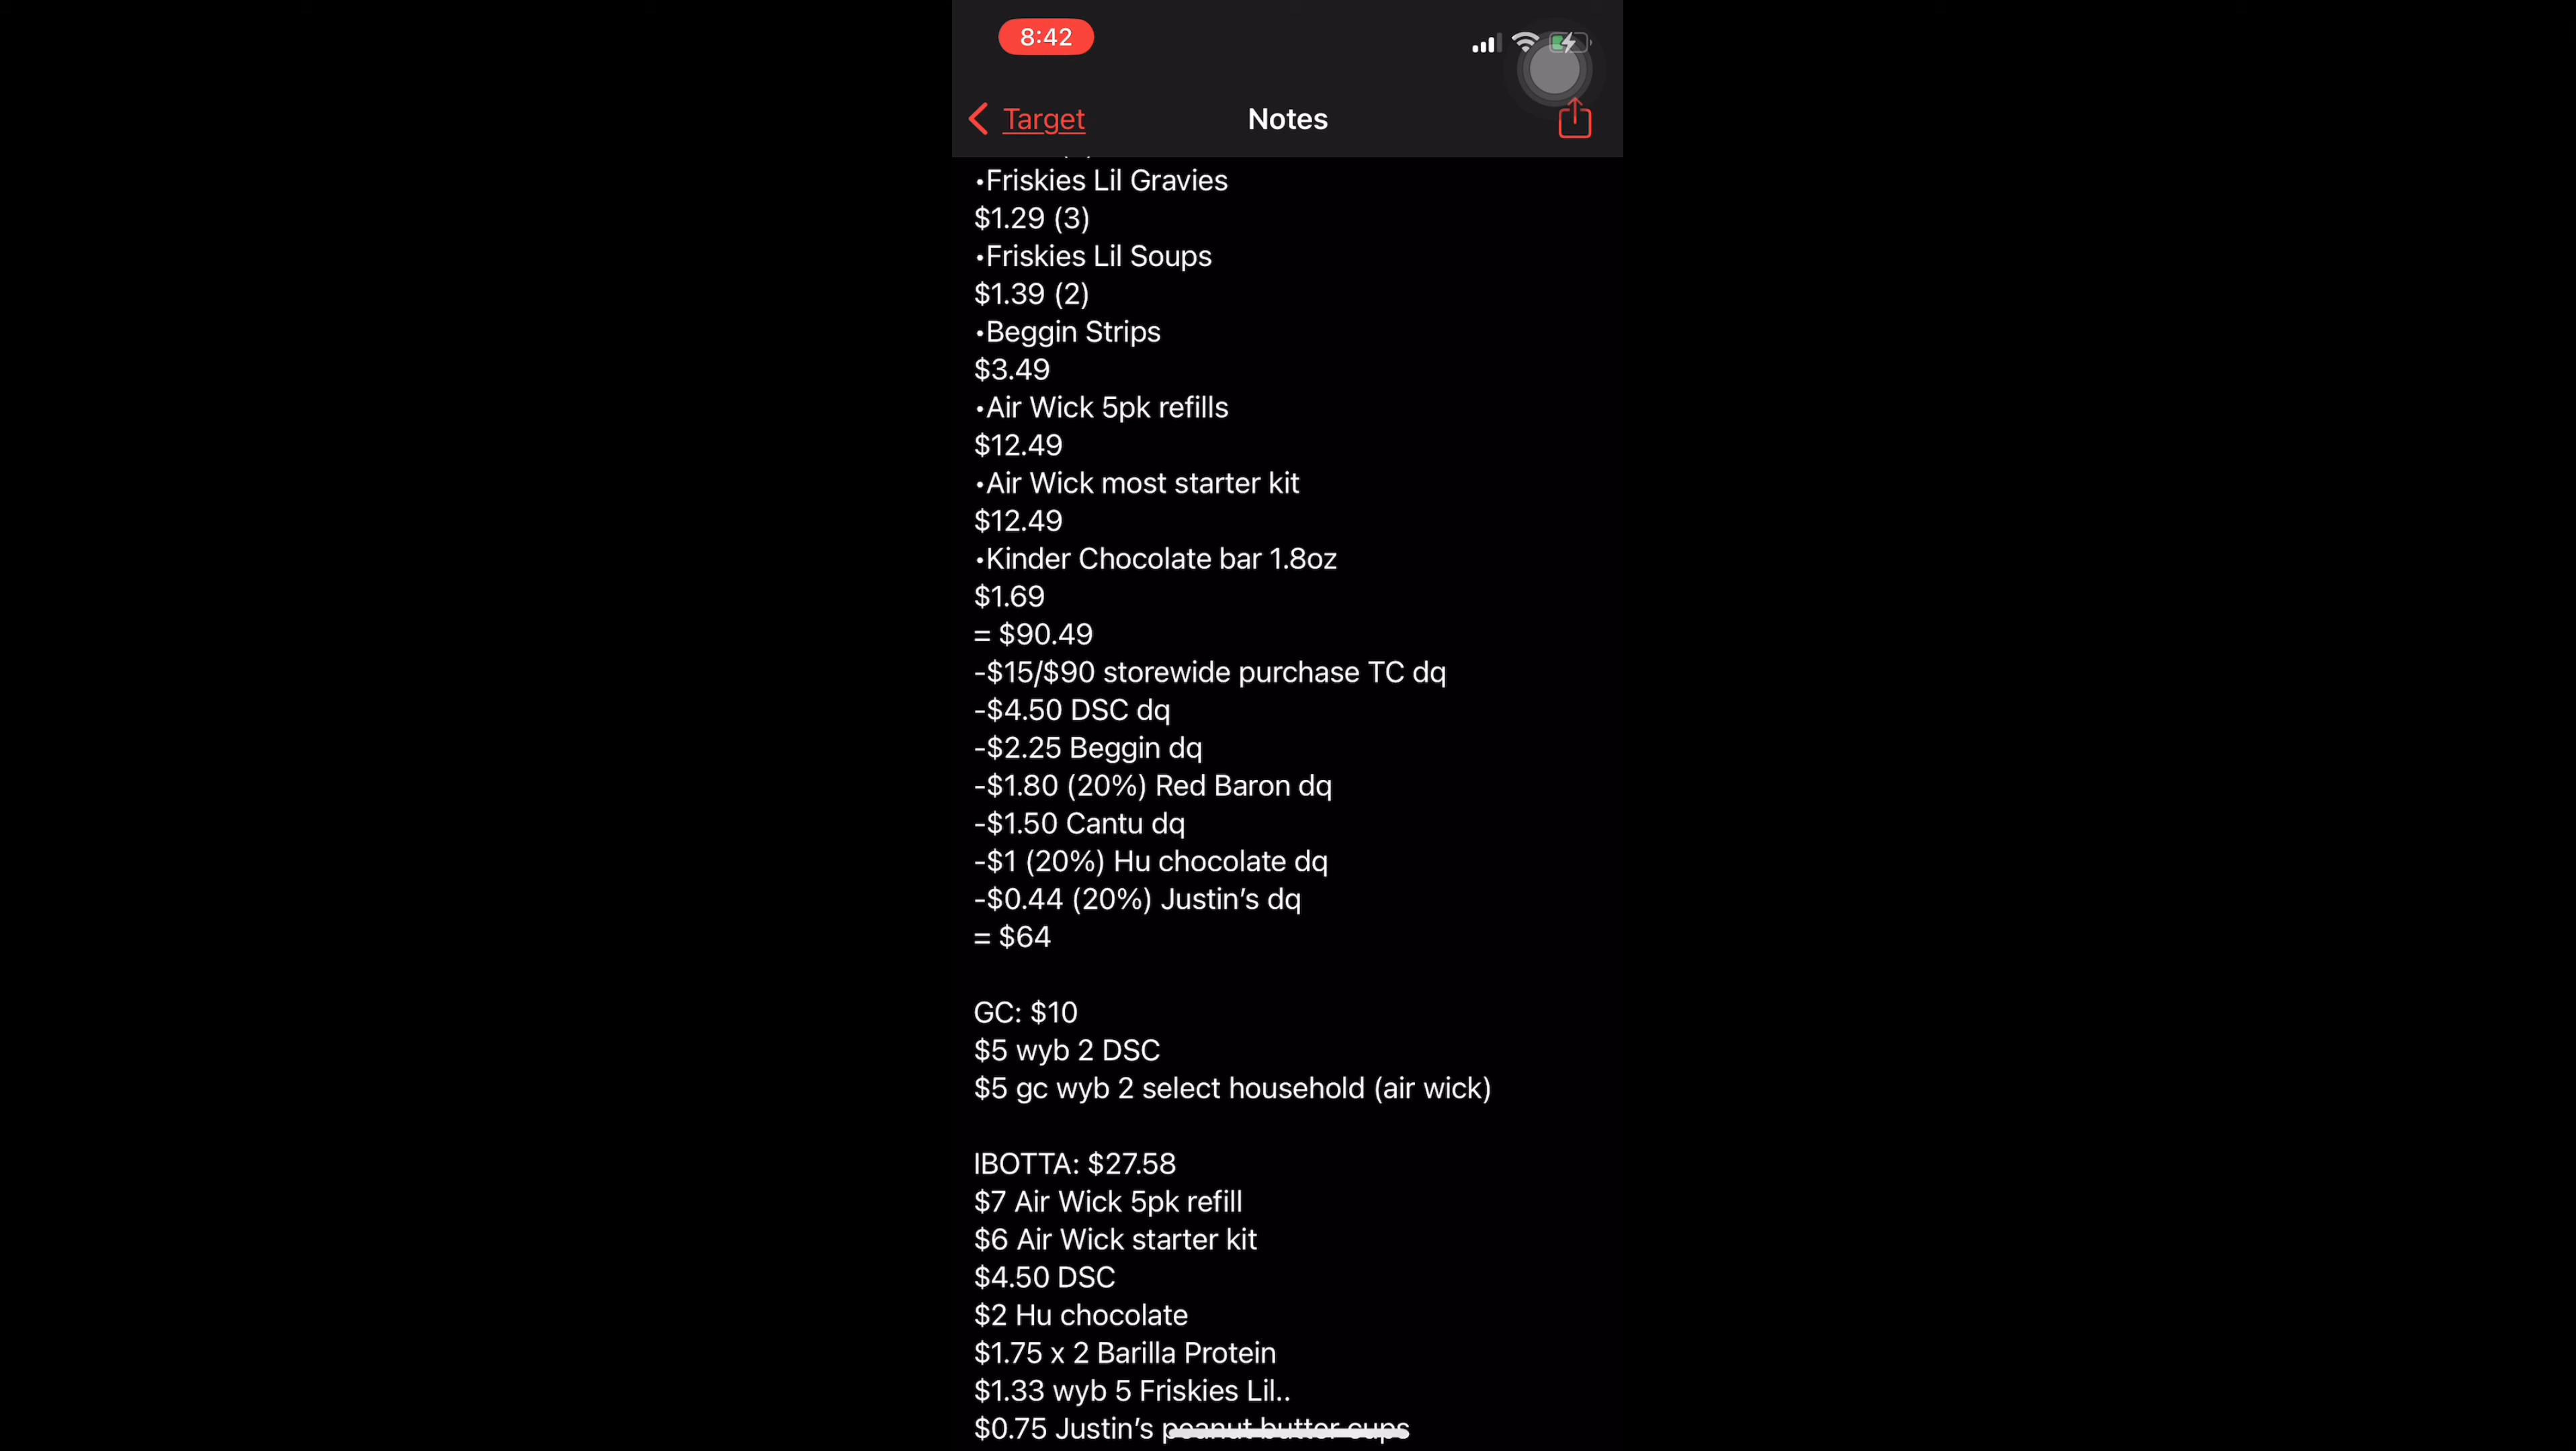 8:42
Target
Notes
•Friskies Lil Gravies
$1.29 (3)
•Friskies Lil Soups
$1.39 (2)
•Beggin Strips
$3.49
•Air Wick 5pk refills
$12.49
•Air Wick most starter kit
$12.49
•Kinder Chocolate bar 1.8oz
$1.69
= $90.49
-$15/$90 storewide purchase TC dq
-$4.50 DSC dq
-$2.25 Beggin dq
-$1.80 (20%) Red Baron dq
-$1.50 Cantu dq
-$1 (20%) Hu chocolate dq
-$0.44 (20%) Justin’s dq
= $64
GC: $10
$5 wyb 2 DSC
$5 gc wyb 2 select household (air wick)
IBOTTA: $27.58
$7 Air Wick 5pk refill
$6 Air Wick starter kit
$4.50 DSC
$2 Hu chocolate
$1.75 x 2 Barilla Protein
$1.33 wyb 5 Friskies Lil..
$0.75 Justin’s peanut butter cups